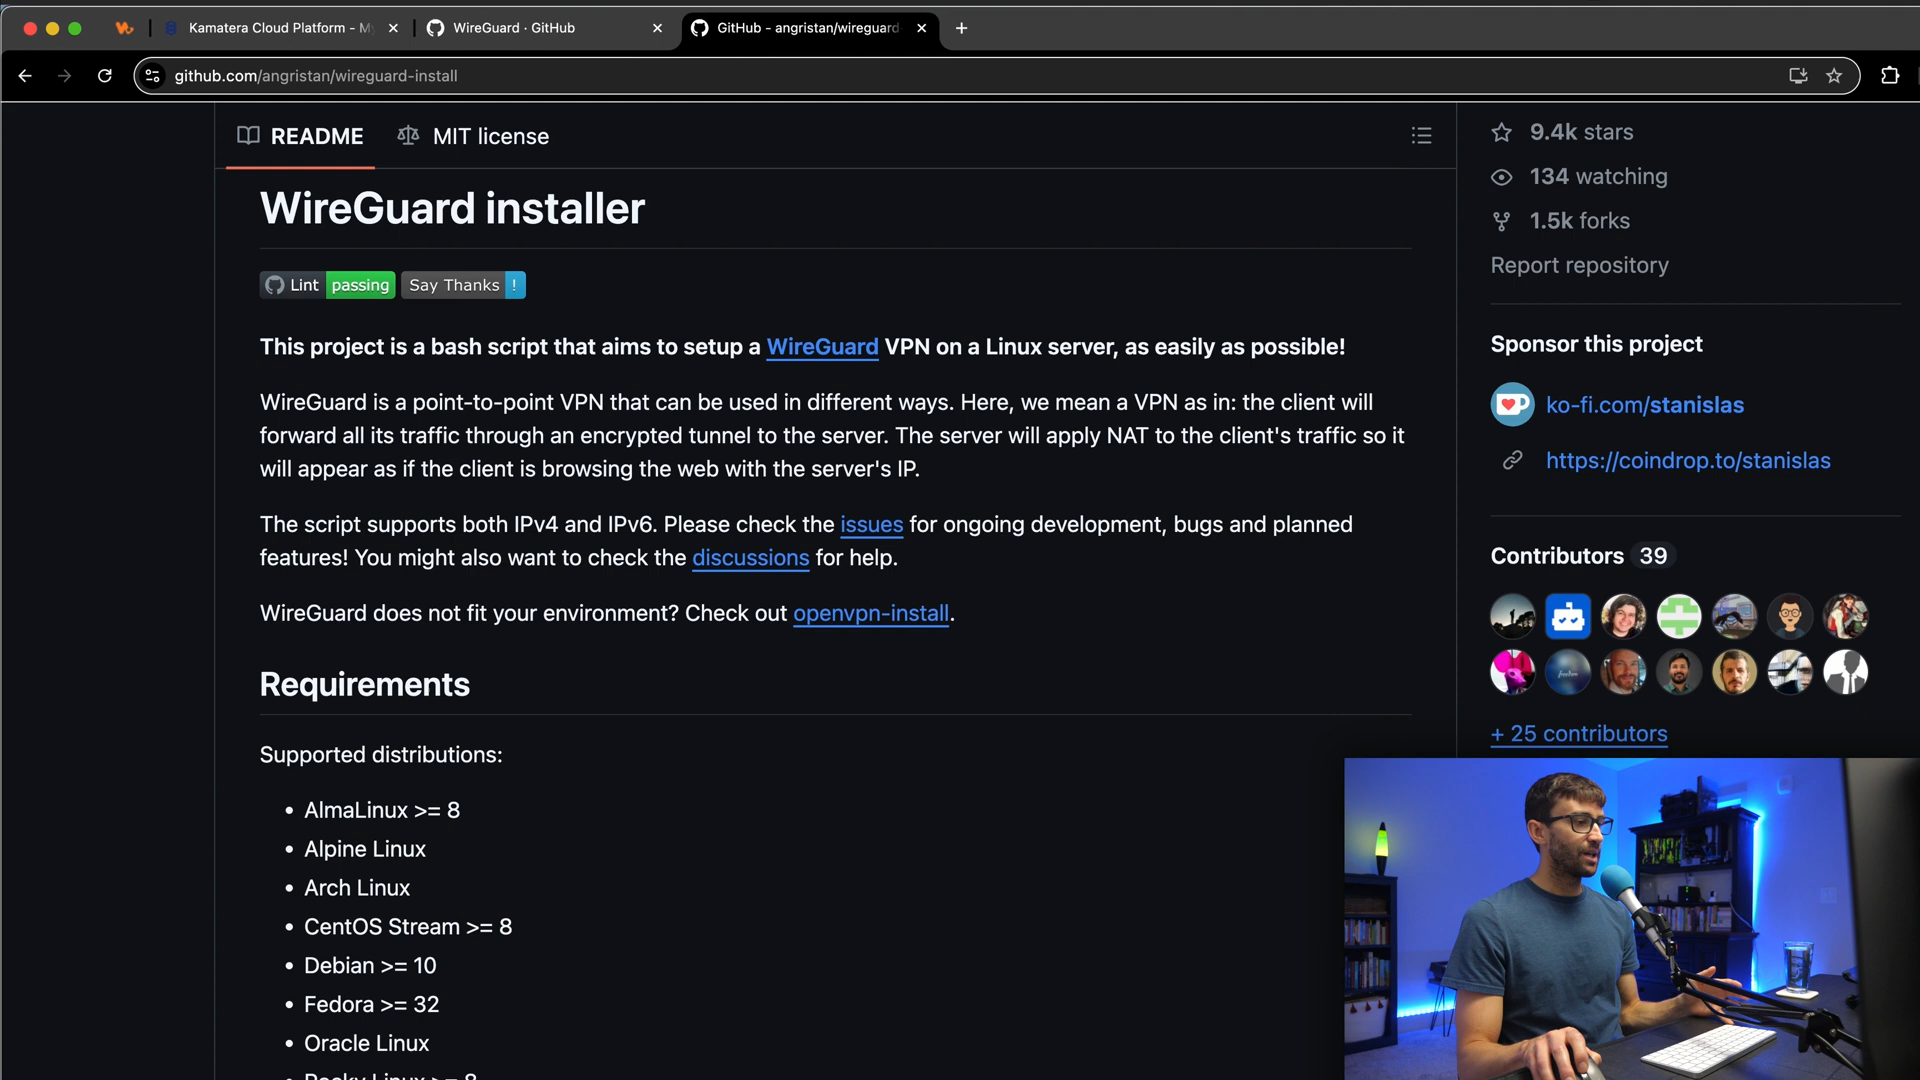 Kamatera Cloud Platform - My
WireGuard · GitHub
GitHub - angristan/wireguard-
github.com/angristan/wireguard-install
README
MIT license
WireGuard installer
Lint passing
Say Thanks !
This project is a bash script that aims to setup a WireGuard VPN on a Linux server, as easily as possible!
WireGuard is a point-to-point VPN that can be used in different ways. Here, we mean a VPN as in: the client will
forward all its traffic through an encrypted tunnel to the server. The server will apply NAT to the client's traffic so it
will appear as if the client is browsing the web with the server's IP.
The script supports both IPv4 and IPv6. Please check the issues for ongoing development, bugs and planned
features! You might also want to check the discussions for help.
WireGuard does not fit your environment? Check out openvpn-install.
Requirements
Supported distributions:
• AlmaLinux >= 8
• Alpine Linux
• Arch Linux
• CentOS Stream >= 8
• Debian >= 10
• Fedora >= 32
• Oracle Linux
• Rocky Linux >= 8
9.4k stars
134 watching
1.5k forks
Report repository
Sponsor this project
ko-fi.com/stanislas
https://coindrop.to/stanislas
Contributors 39
+ 25 contributors